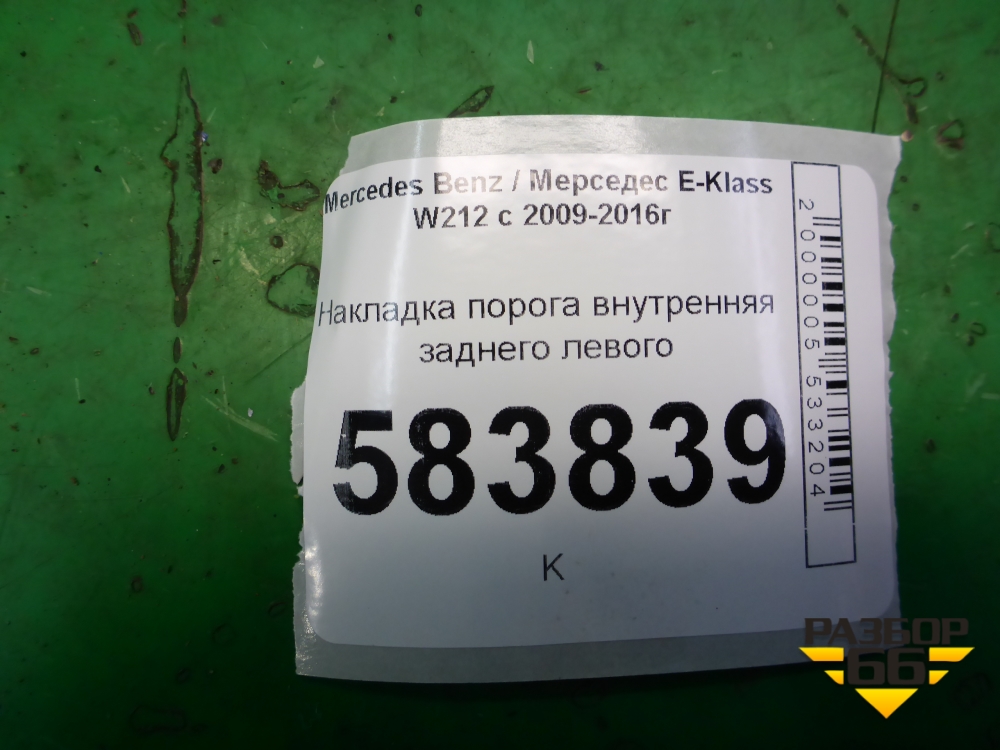 Mercedes Benz / Мерседес E-Klass
W212 с 2009-2016г
Накладка порога внутренняя
заднего левого
583839
К
2000005533204
РАЗБОР
66